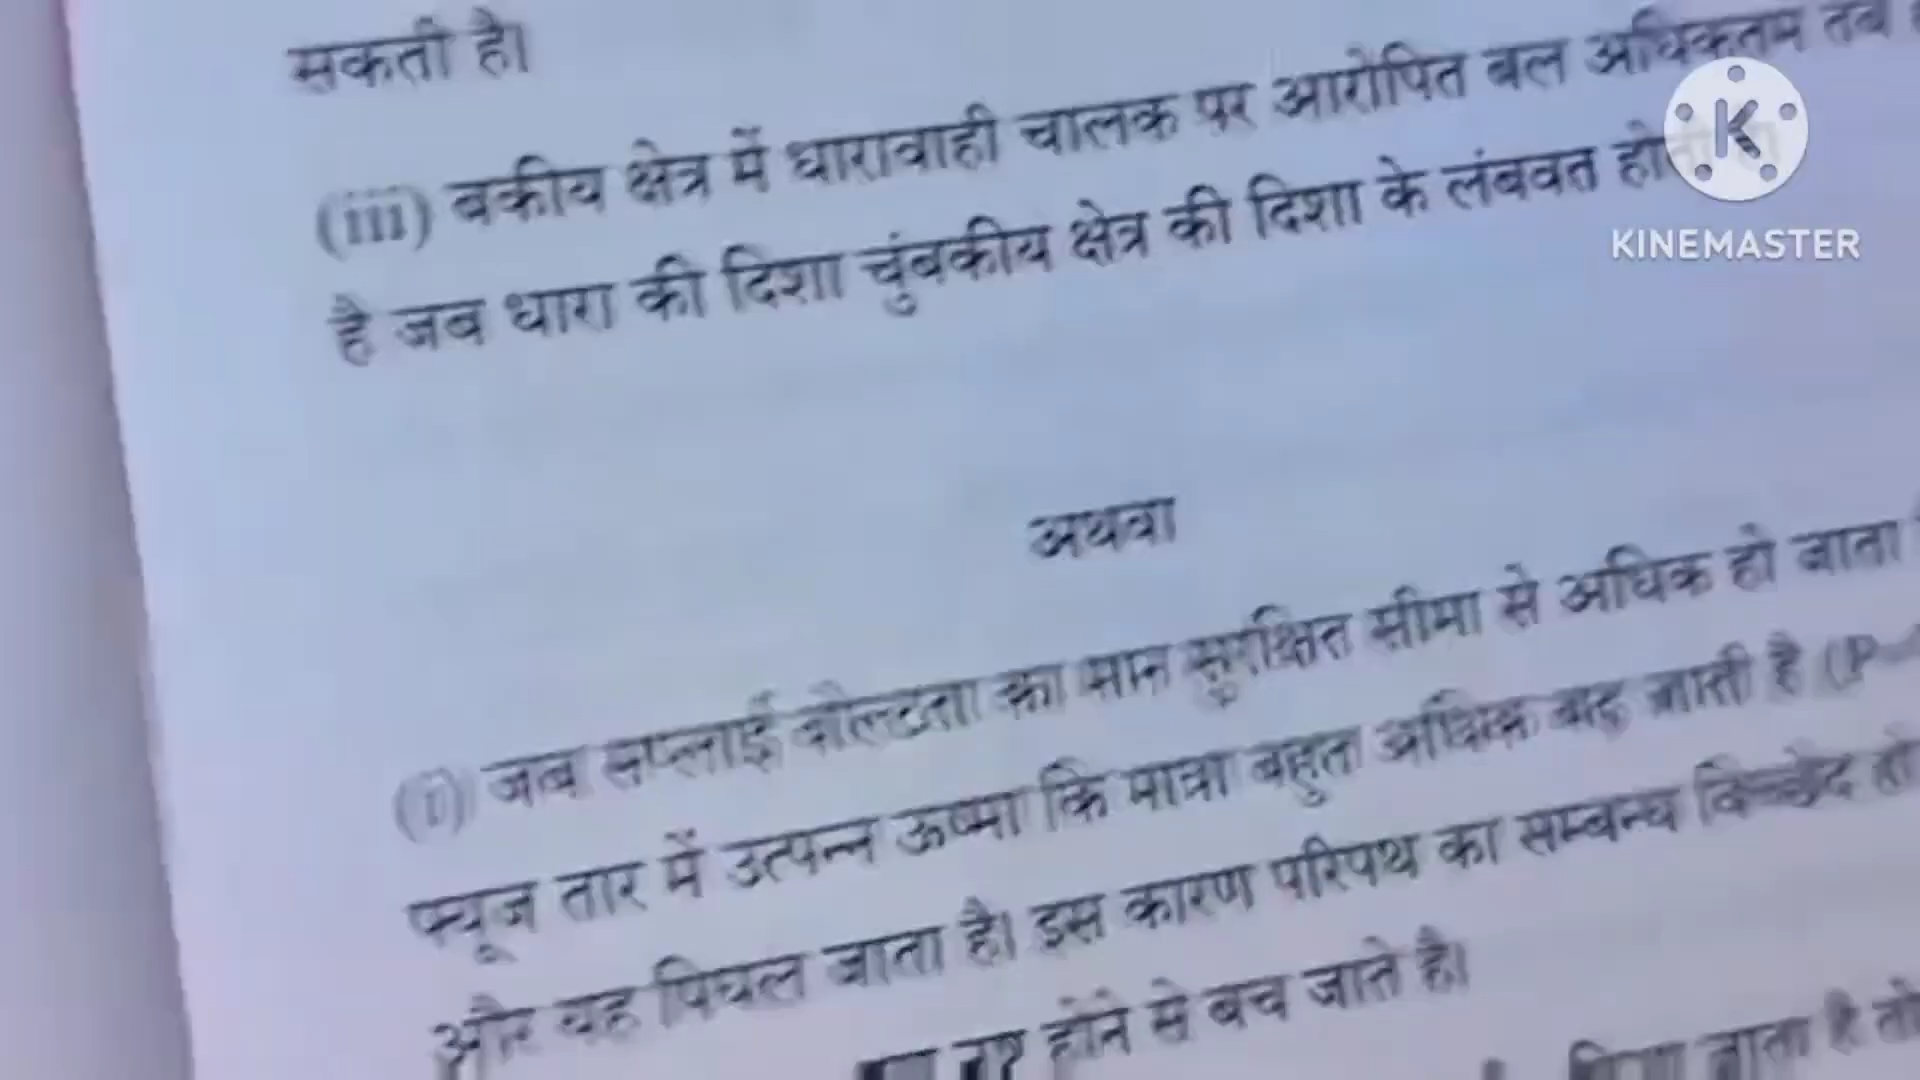 सकती है।
(iii) बकीय क्षेत्र में धारावाही चालक पर आरोपित बल अधिकतम तब
है जब धारा की दिशा चुंबकीय क्षेत्र की दिशा के लंबवत
अथवा
(i) जब सप्लाई वोल्टता का मान सुरक्षित सीमा से अधिक हो जाता
फ्यूज तार में उत्पन्न ऊष्मा कि मात्रा बहुत अधिक बढ़ जाती है (P
और वह पिघल जाता है। इस कारण परिपथ का सम्बन्ध विच्छेद हो
होने से बच जाते है।
जाता है तो
K
KINEMASTER